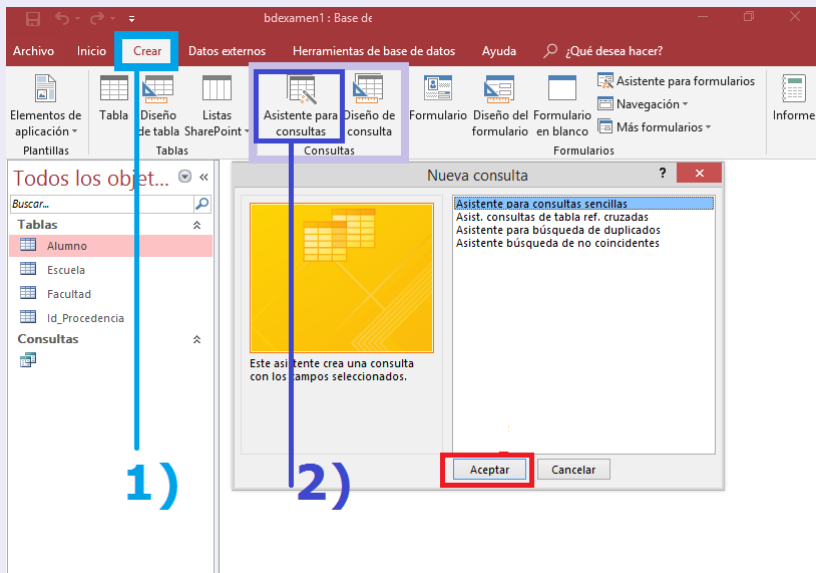 bdexamen1 : Base de
Archivo Inicio Crear Datos externos Herramientas de base de datos Ayuda ¿Qué desea hacer?
Elementos de aplicación
Plantillas
Tabla
Diseño de tabla
Listas SharePoint
Tablas
Asistente para consultas
Diseño de consulta
Consultas
Formulario
Diseño del formulario
Formulario en blanco
Asistente para formularios
Navegación
Más formularios
Formularios
Informe
Todos los objet... «
Buscar...
Tablas
Alumno
Escuela
Facultad
Id_Procedencia
Consultas
Nueva consulta ?
Asistente para consultas sencillas
Asist. consultas de tabla ref. cruzadas
Asistente para búsqueda de duplicados
Asistente búsqueda de no coincidentes
Este asistente crea una consulta
con los campos seleccionados.
Aceptar Cancelar
1) 2)